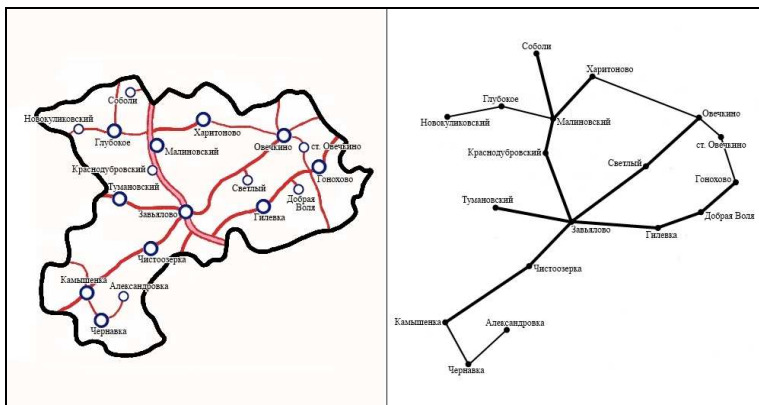 Соболи
Новокуликовский
Глубокое
Харитоново
Малиновский
Овечкино
ст. Овечкино
Краснодубровский
Светлый
Гонохово
Тумановский
Добрая
Воля
Завьялово
Гилевка
Чистоозерка
Камышенка
Александровка
Чернавка
Соболи
Харитоново
Глубокое
Новокуликовский
Малиновский
Овечкино
ст. Овечкино
Краснодубровский
Светлый
Гонохово
Тумановский
Добрая Воля
Завьялово
Гилевка
Чистоозерка
Камышенка
Александровка
Чернавка